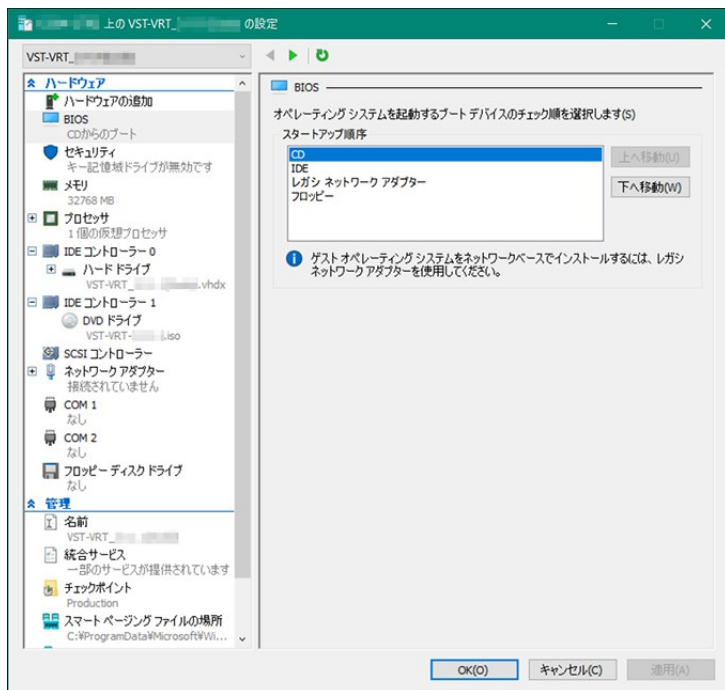 上の VST-VRT_ の設定
VST-VRT_
ハードウェア
ハードウェアの追加
BIOS
CDからのブート
セキュリティ
キー記憶域ドライブが無効です
メモリ
32768 MB
プロセッサ
1 個の仮想プロセッサ
IDE コントローラー 0
ハード ドライブ
VST-VRT_ .vhdx
IDE コントローラー 1
DVD ドライブ
VST-VRT- .iso
SCSI コントローラー
ネットワーク アダプター
接続されていません
COM 1
なし
COM 2
なし
フロッピー ディスク ドライブ
なし
管理
名前
VST-VRT_
統合サービス
一部のサービスが提供されています
チェックポイント
Production
スマート ページング ファイルの場所
C:¥ProgramData¥Microsoft¥Wi...
BIOS
オペレーティング システムを起動するブート デバイスのチェック順を選択します(S)
スタートアップ順序
CD
IDE
レガシ ネットワーク アダプター
フロッピー
上へ移動(U)
下へ移動(W)
ゲスト オペレーティング システムをネットワークベースでインストールするには、レガシ
ネットワーク アダプターを使用してください。
OK(O)
キャンセル(C)
適用(A)